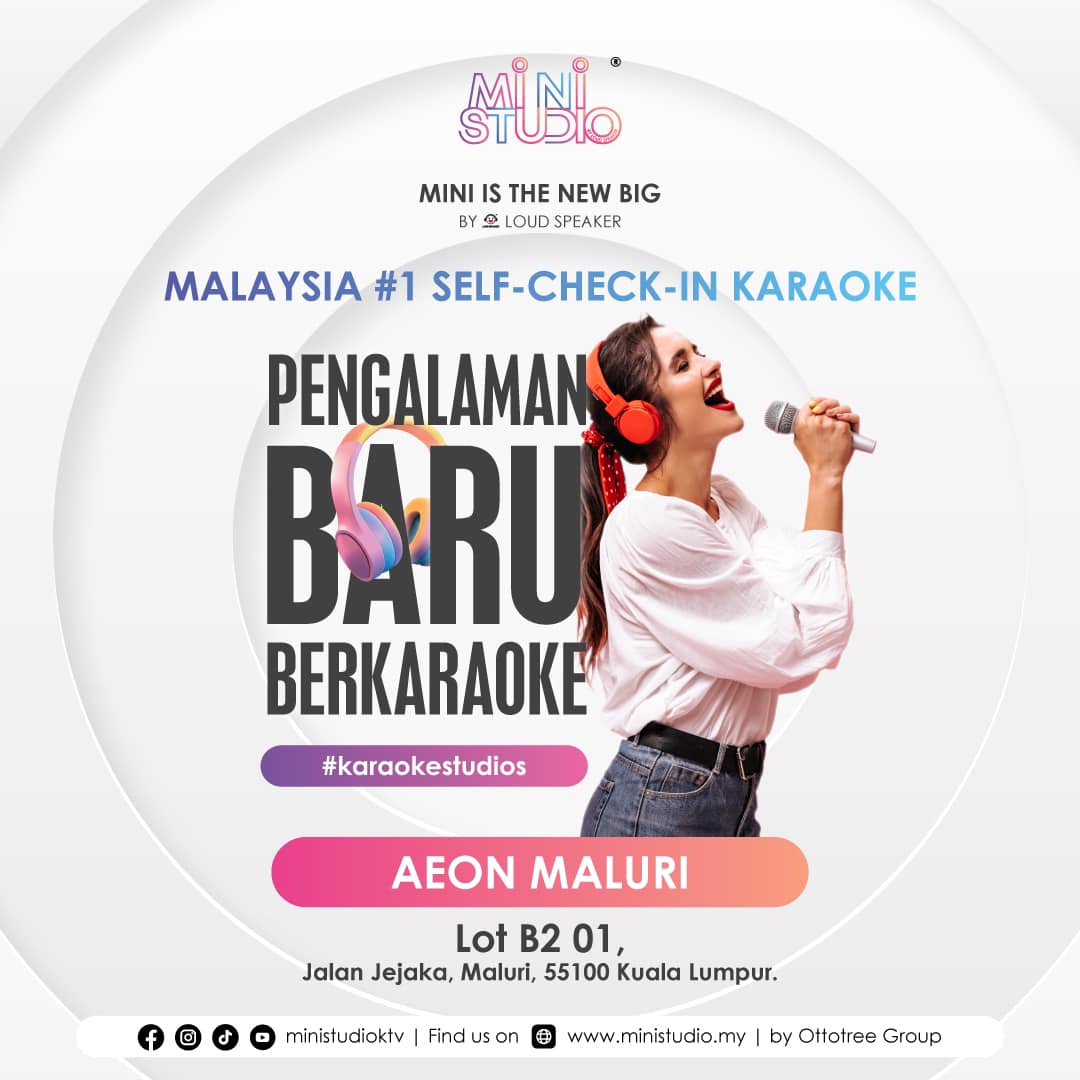 MINI
STUDIO
®
MINI IS THE NEW BIG
BY LOUD SPEAKER
MALAYSIA #1 SELF-CHECK-IN KARAOKE
PENGALAMAN
BARU
BERKARAOKE
#karaokestudios
AEON MALURI
Lot B2 01,
Jalan Jejaka, Maluri, 55100 Kuala Lumpur.
ministudioktv | Find us on www.ministudio.my | by Ottotree Group